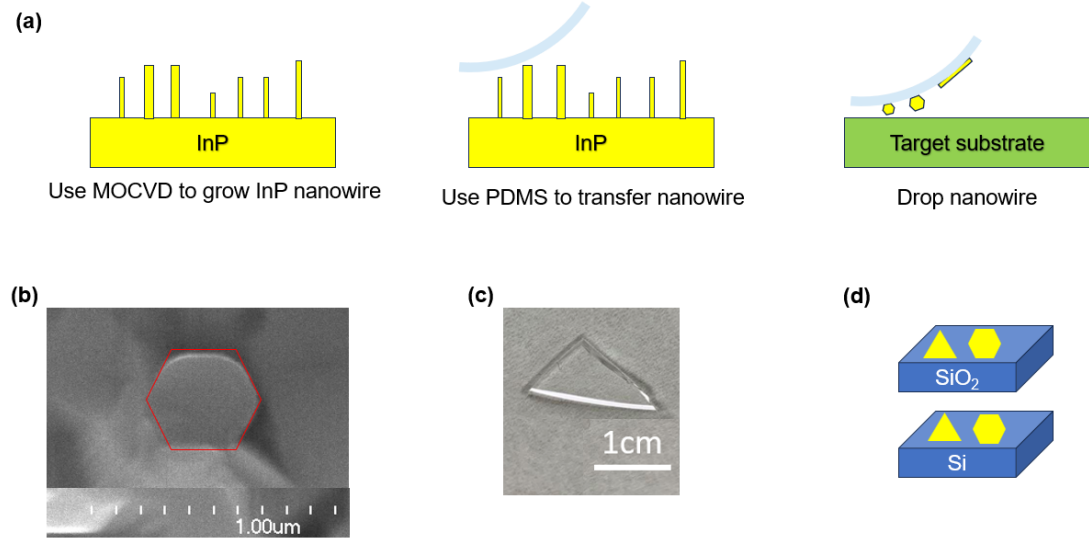 (a)
InP
Use MOCVD to grow InP nanowire
InP
Use PDMS to transfer nanowire
Target substrate
Drop nanowire
(b)
1.00um
(c)
1cm
(d)
SiO₂
Si